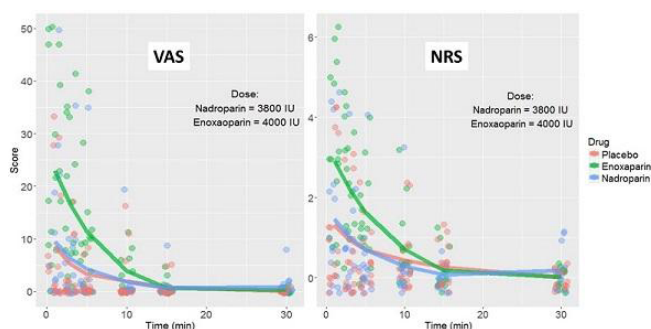 VAS
Dose:
Nadroparin = 3800 IU
Enoxaoparin = 4000 IU
Score
50
40
30
20
10
0
0
10
20
30
Time (min)
NRS
Dose:
Nadroparin = 3800 IU
Enoxaoparin = 4000 IU
6
4
2
0
0
10
20
30
Time (min)
Drug
Placebo
Enoxaparin
Nadroparin